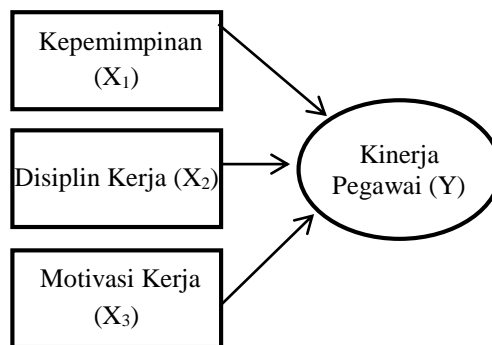 Kepemimpinan
(X₁)
Disiplin Kerja (X₂)
Kinerja
Pegawai (Y)
Motivasi Kerja
(X₃)